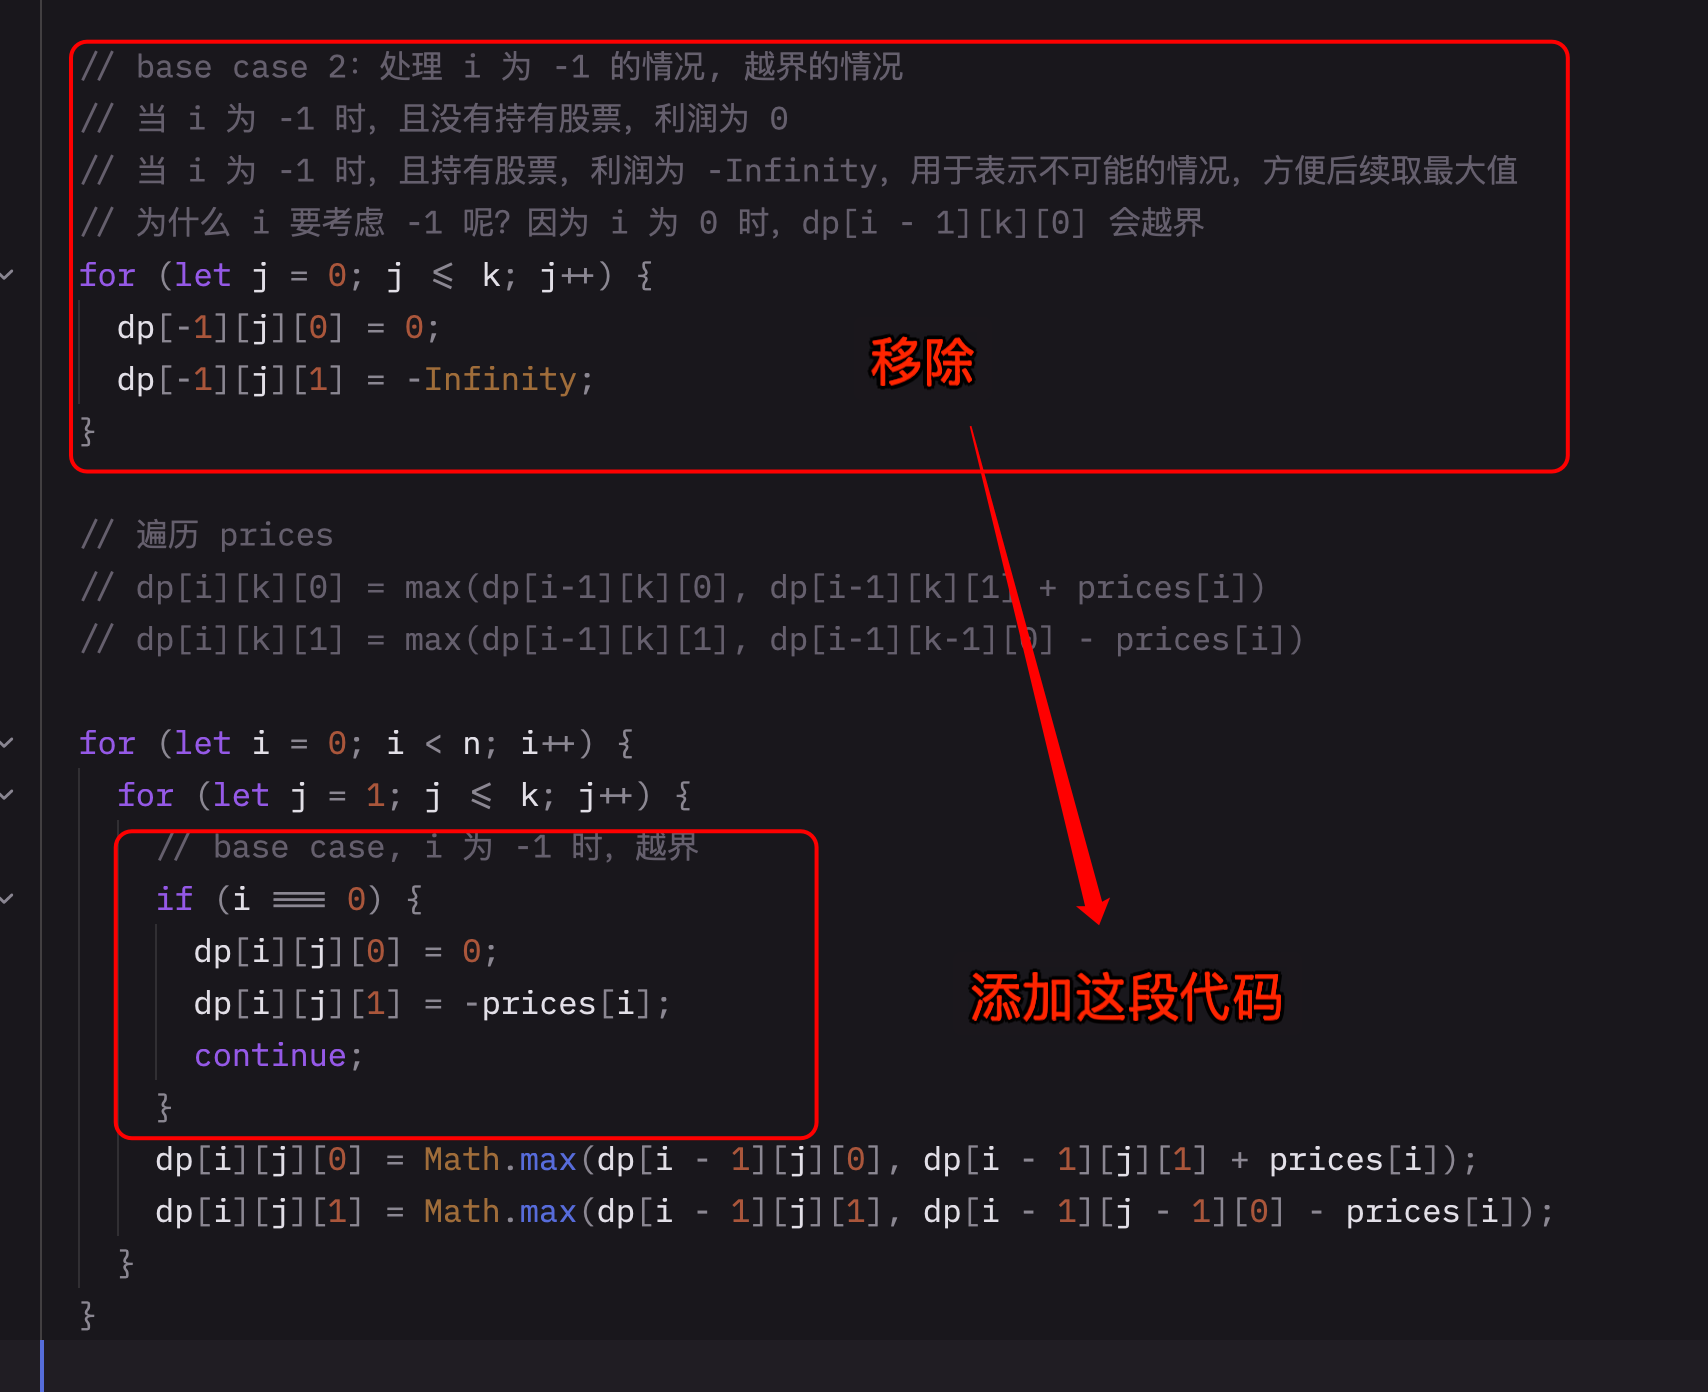 // base case 2: 处理 i 为 -1 的情况, 越界的情况
// 当 i 为 -1 时, 且没有持有股票, 利润为 0
// 当 i 为 -1 时, 且持有股票, 利润为 -Infinity, 用于表示不可能的情况, 方便后续取最大值
// 为什么 i 要考虑 -1 呢? 因为 i 为 0 时, dp[i - 1][k][0] 会越界
for (let j = 0; j <= k; j++) {
  dp[-1][j][0] = 0;
  dp[-1][j][1] = -Infinity;
移除
}
// 遍历 prices
// dp[i][k][0] = max(dp[i-1][k][0], dp[i-1][k][1] + prices[i])
// dp[i][k][1] = max(dp[i-1][k][1], dp[i-1][k-1][0] - prices[i])
for (let i = 0; i < n; i++) {
  for (let j = 1; j <= k; j++) {
    // base case, i 为 -1 时, 越界
    if (i === 0) {
      dp[i][j][0] = 0;
      dp[i][j][1] = -prices[i];
添加这段代码
      continue;
    }
    dp[i][j][0] = Math.max(dp[i - 1][j][0], dp[i - 1][j][1] + prices[i]);
    dp[i][j][1] = Math.max(dp[i - 1][j][1], dp[i - 1][j - 1][0] - prices[i]);
  }
}